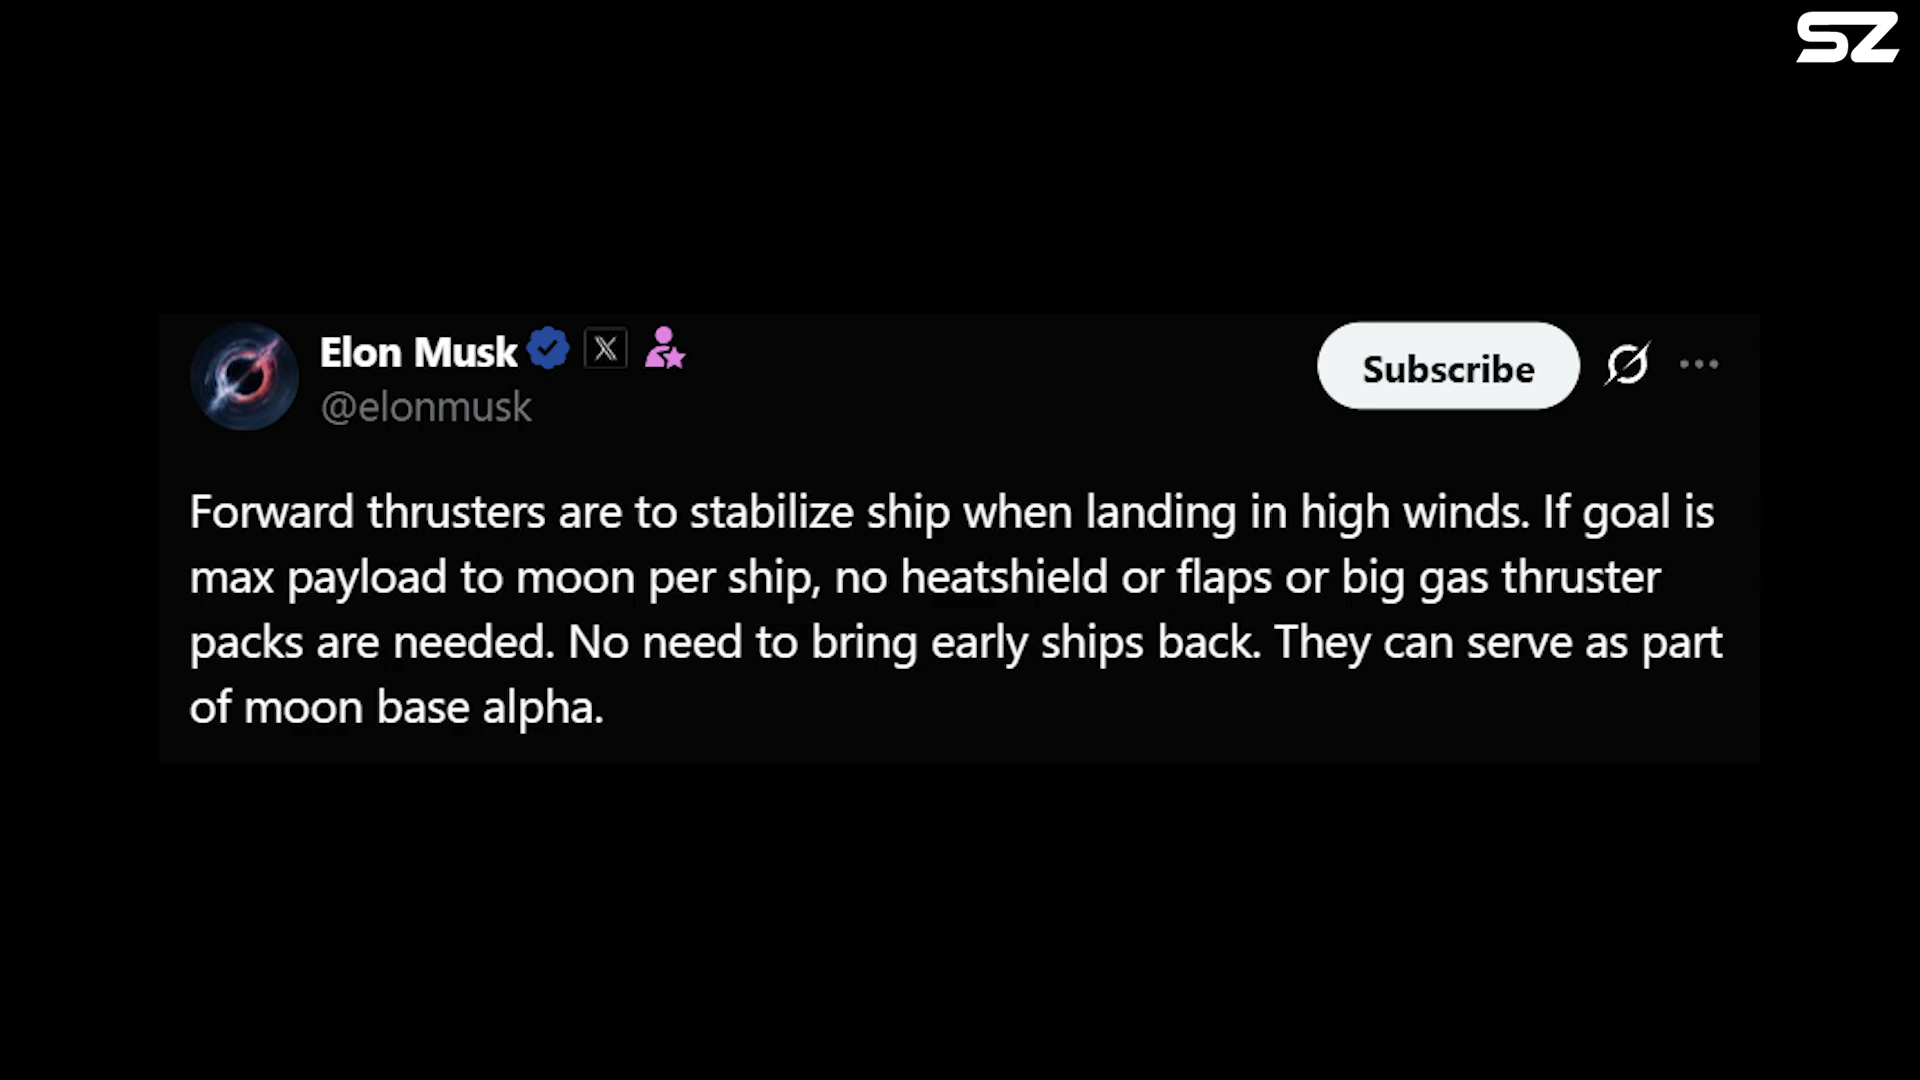 SZ
Elon Musk
@elonmusk
Subscribe
Forward thrusters are to stabilize ship when landing in high winds. If goal is
max payload to moon per ship, no heatshield or flaps or big gas thruster
packs are needed. No need to bring early ships back. They can serve as part
of moon base alpha.